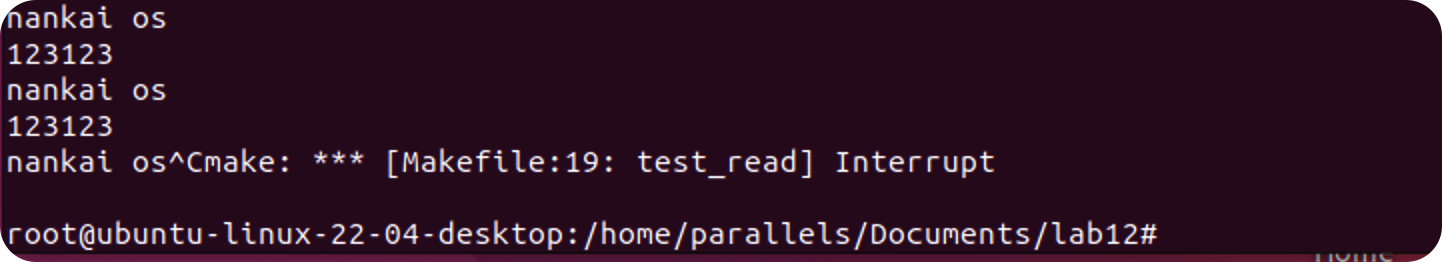 nankai os
123123
nankai os
123123
nankai os^Cmake: *** [Makefile:19: test_read] Interrupt
root@ubuntu-linux-22-04-desktop:/home/parallels/Documents/lab12#
Home